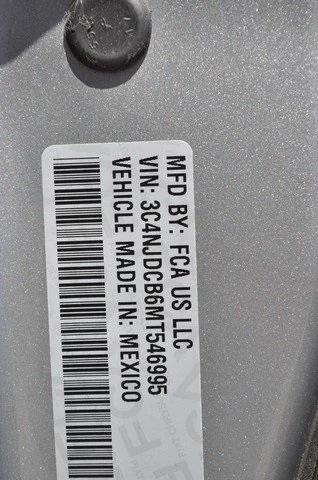 MFD BY: FCA US LLC
VIN: 3C4NJDCB6MT546995
VEHICLE MADE IN: MEXICO